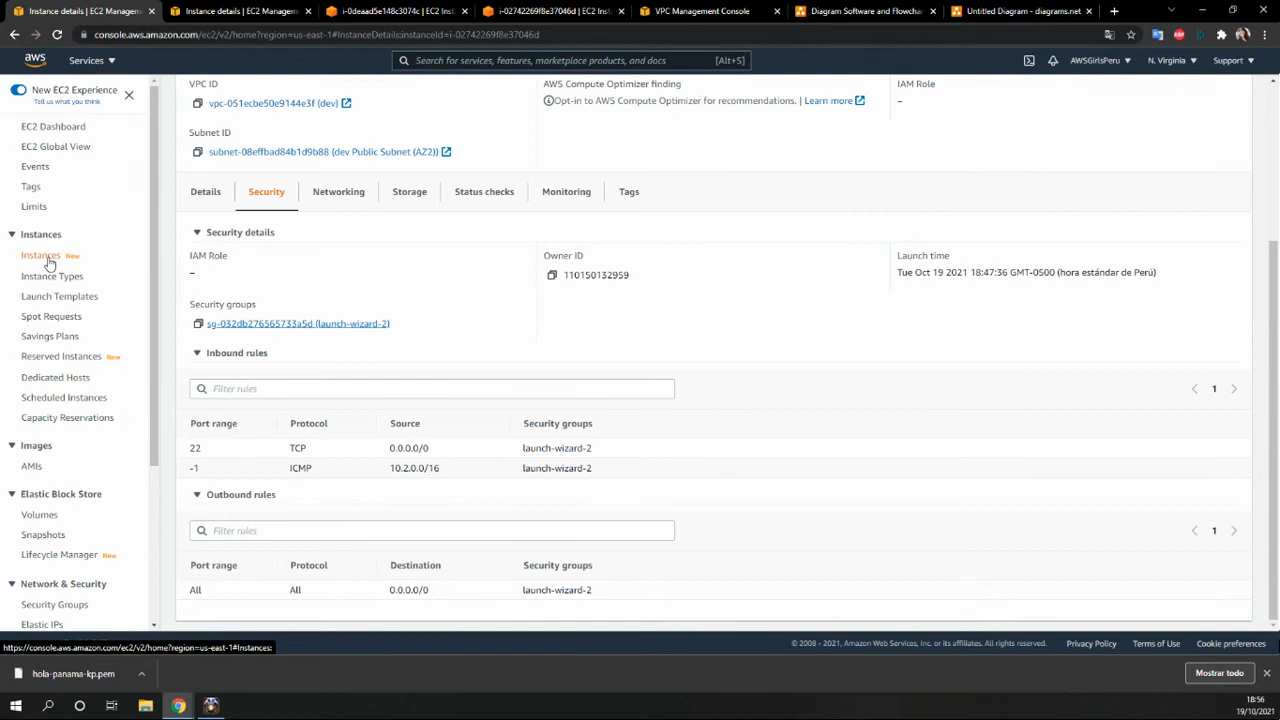 Instance details | EC2 Managem
Instance details | EC2 Managem
i-0deaad5e148c3074c | EC2 Inst
i-02742269f8e37046d | EC2 Inst
VPC Management Console
Diagram Software and Flowchar
Untitled Diagram - diagrams.net
console.aws.amazon.com/ec2/v2/home?region=us-east-1#InstanceDetails:instanceId=i-02742269f8e37046d
aws Services Search for services, features, marketplace products, and docs [Alt+S] AWSGirlsPeru N. Virginia Support
New EC2 Experience
Tell us what you think
EC2 Dashboard
EC2 Global View
Events
Tags
Limits
Instances
Instances New
Instance Types
Launch Templates
Spot Requests
Savings Plans
Reserved Instances New
Dedicated Hosts
Scheduled Instances
Capacity Reservations
Images
AMIs
Elastic Block Store
Volumes
Snapshots
Lifecycle Manager New
Network & Security
Security Groups
Elastic IPs
VPC ID
vpc-051ecbe50e9144e3f (dev)
AWS Compute Optimizer finding
Opt-in to AWS Compute Optimizer for recommendations. | Learn more
IAM Role
–
Subnet ID
subnet-08effbad84b1d9b88 (dev Public Subnet (AZ2))
Details Security Networking Storage Status checks Monitoring Tags
Security details
IAM Role
–
Owner ID
110150132959
Launch time
Tue Oct 19 2021 18:47:36 GMT-0500 (hora estándar de Perú)
Security groups
sg-032db276565733a5d (launch-wizard-2)
Inbound rules
Filter rules
1
Port range Protocol Source Security groups
22 TCP 0.0.0.0/0 launch-wizard-2
-1 ICMP 10.2.0.0/16 launch-wizard-2
Outbound rules
Filter rules
1
Port range Protocol Destination Security groups
All All 0.0.0.0/0 launch-wizard-2
https://console.aws.amazon.com/ec2/v2/home?region=us-east-1#Instances:
© 2008 - 2021, Amazon Web Services, Inc. or its affiliates. All rights reserved. Privacy Policy Terms of Use Cookie preferences
hola-panama-kp.pem
Mostrar todo
18:56
19/10/2021